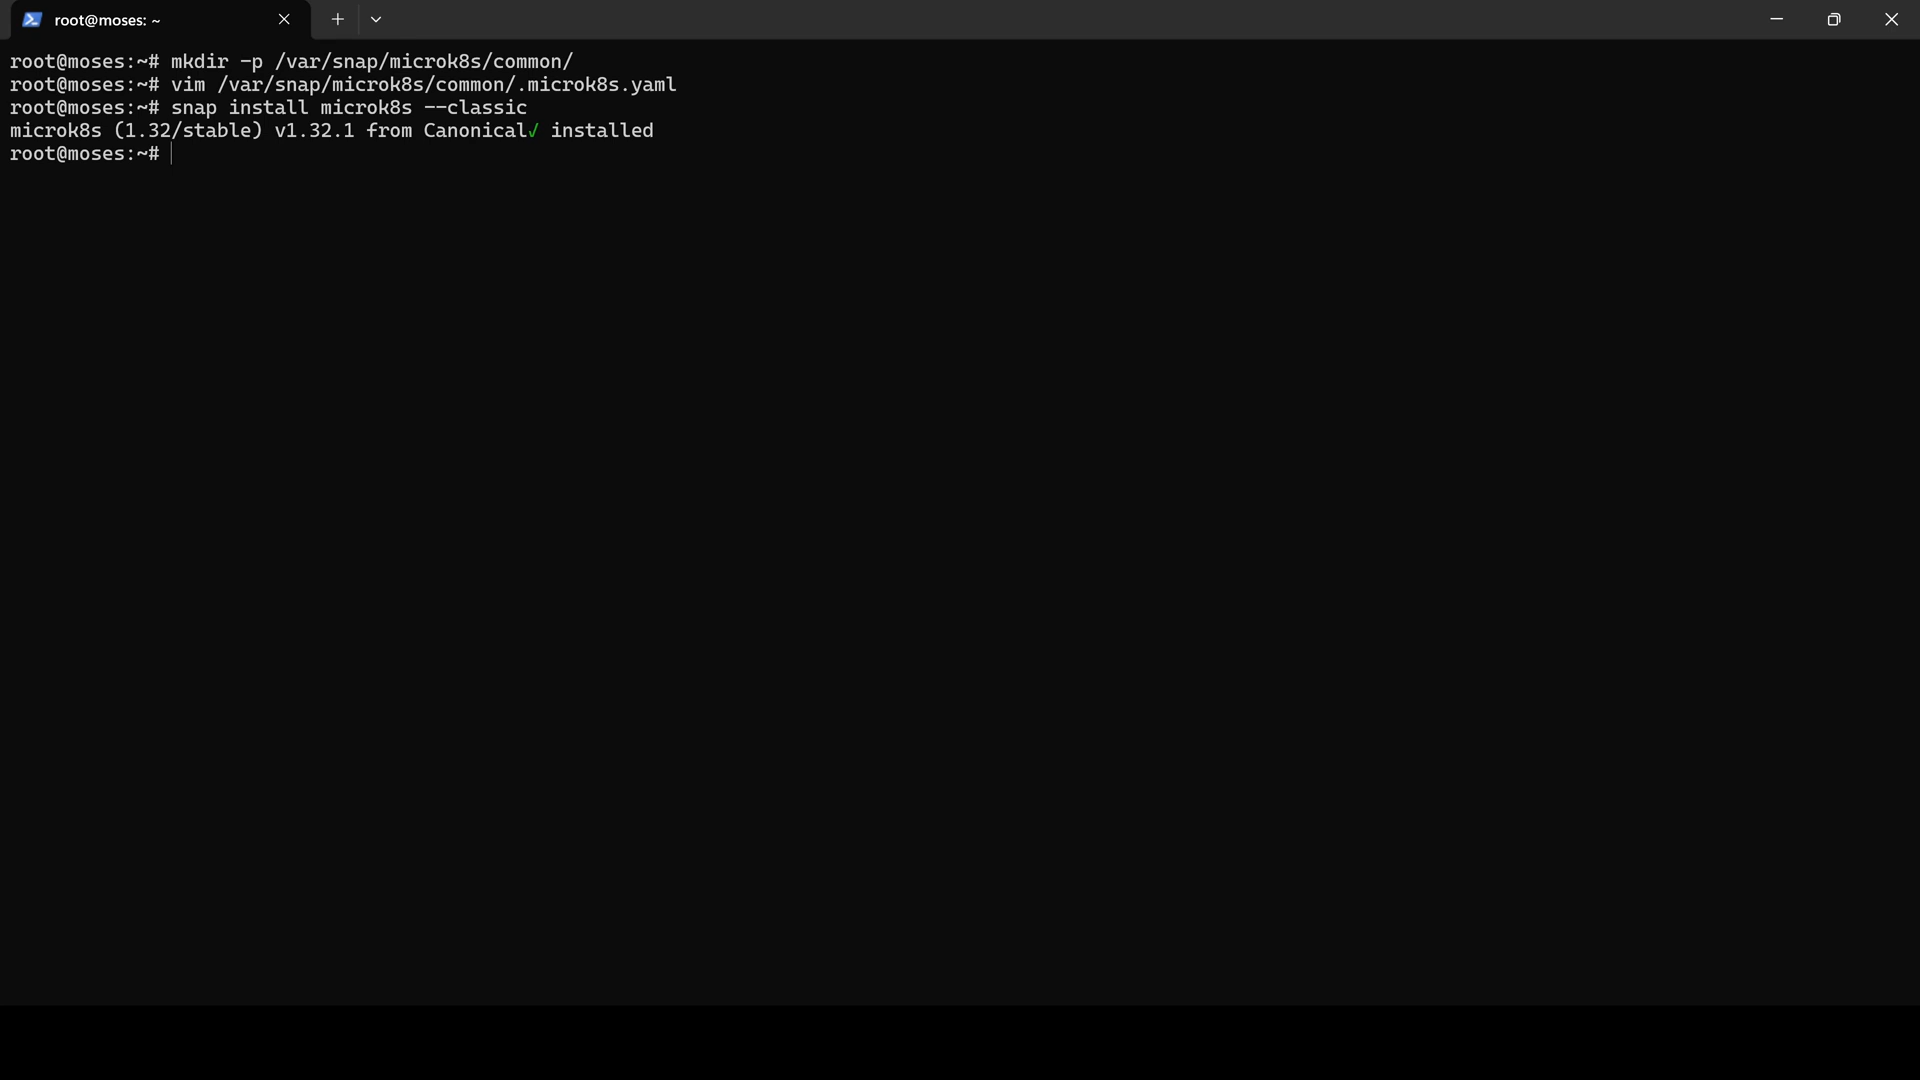 root@moses: ~
root@moses:~# mkdir -p /var/snap/microk8s/common/
root@moses:~# vim /var/snap/microk8s/common/.microk8s.yaml
root@moses:~# snap install microk8s --classic
microk8s (1.32/stable) v1.32.1 from Canonical✓ installed
root@moses:~#